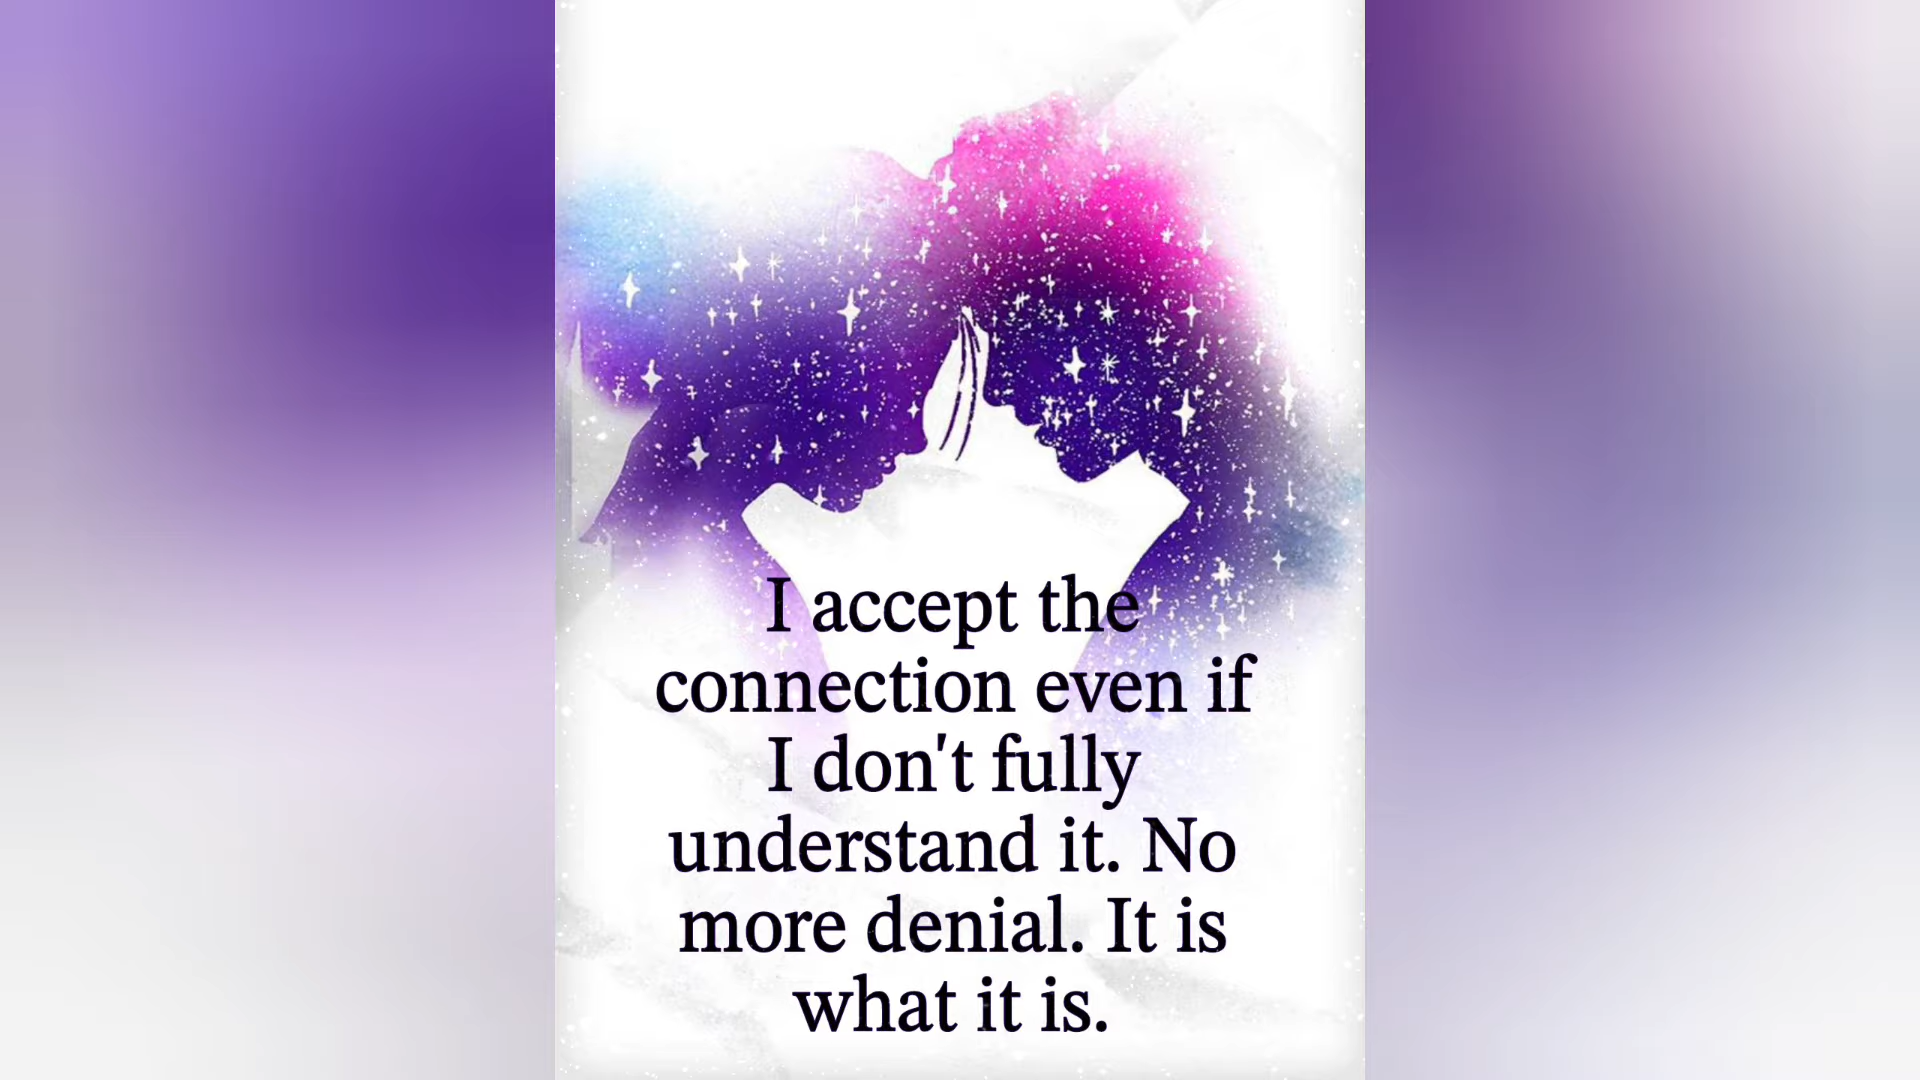 I accept the
connection even if
I don't fully
understand it. No
more denial. It is
what it is.